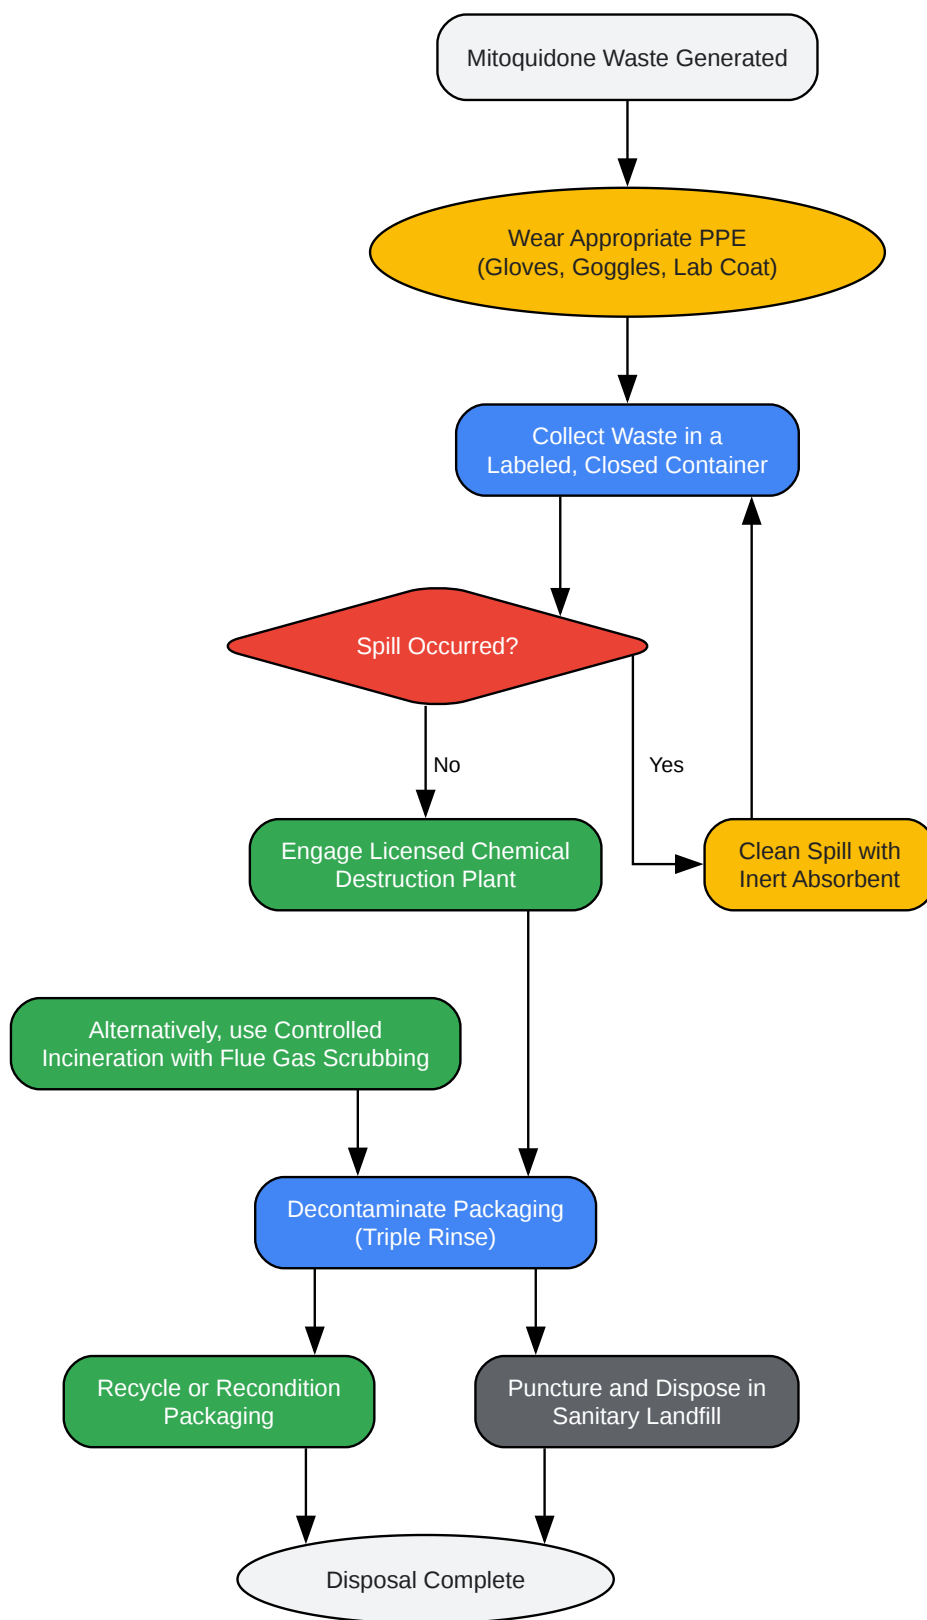 Mitoquidone Waste Generated
Wear Appropriate PPE
(Gloves, Goggles, Lab Coat)
Collect Waste in a
Labeled, Closed Container
Spill Occurred?
No
Yes
Engage Licensed Chemical
Destruction Plant
Clean Spill with
Inert Absorbent
Alternatively, use Controlled
Incineration with Flue Gas Scrubbing
Decontaminate Packaging
(Triple Rinse)
Recycle or Recondition
Packaging
Puncture and Dispose in
Sanitary Landfill
Disposal Complete